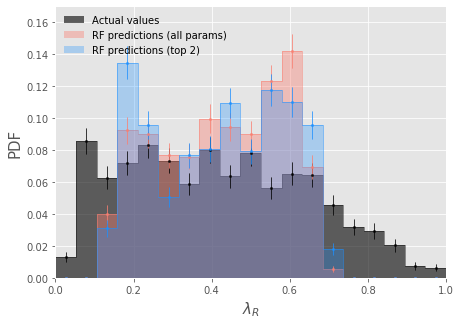 Actual values
RF predictions (all params)
RF predictions (top 2)
PDF
0.16
0.14
0.12
0.10
0.08
0.06
0.04
0.02
0.00
0.0 0.2 0.4 0.6 0.8 1.0
λ_R